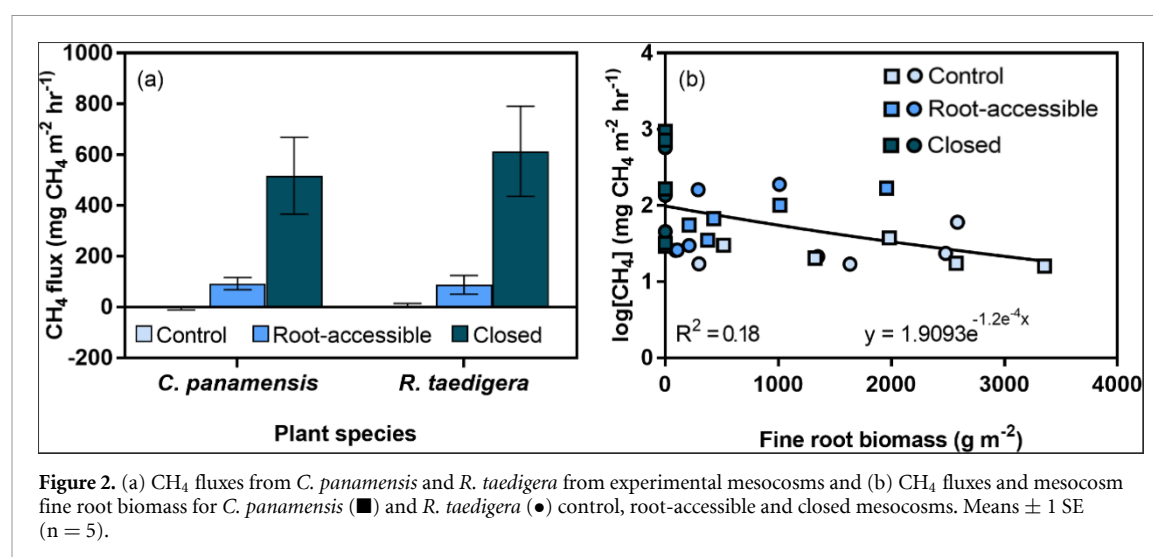 1000
800
600
400
200
0
-200
CH₄ flux (mg CH₄ m⁻² hr⁻¹)
(a)
Control Root-accessible Closed
C. panamensis R. taedigera
Plant species
4
3
2
1
0
log[CH₄] (mg CH₄ m⁻² hr⁻¹)
(b)
Control
Root-accessible
Closed
R² = 0.18 y = 1.9093e^-1.2e⁻⁴x
0 1000 2000 3000 4000
Fine root biomass (g m⁻²)
Figure 2. (a) CH₄ fluxes from C. panamensis and R. taedigera from experimental mesocosms and (b) CH₄ fluxes and mesocosm
fine root biomass for C. panamensis (■) and R. taedigera (●) control, root-accessible and closed mesocosms. Means ± 1 SE
(n = 5).